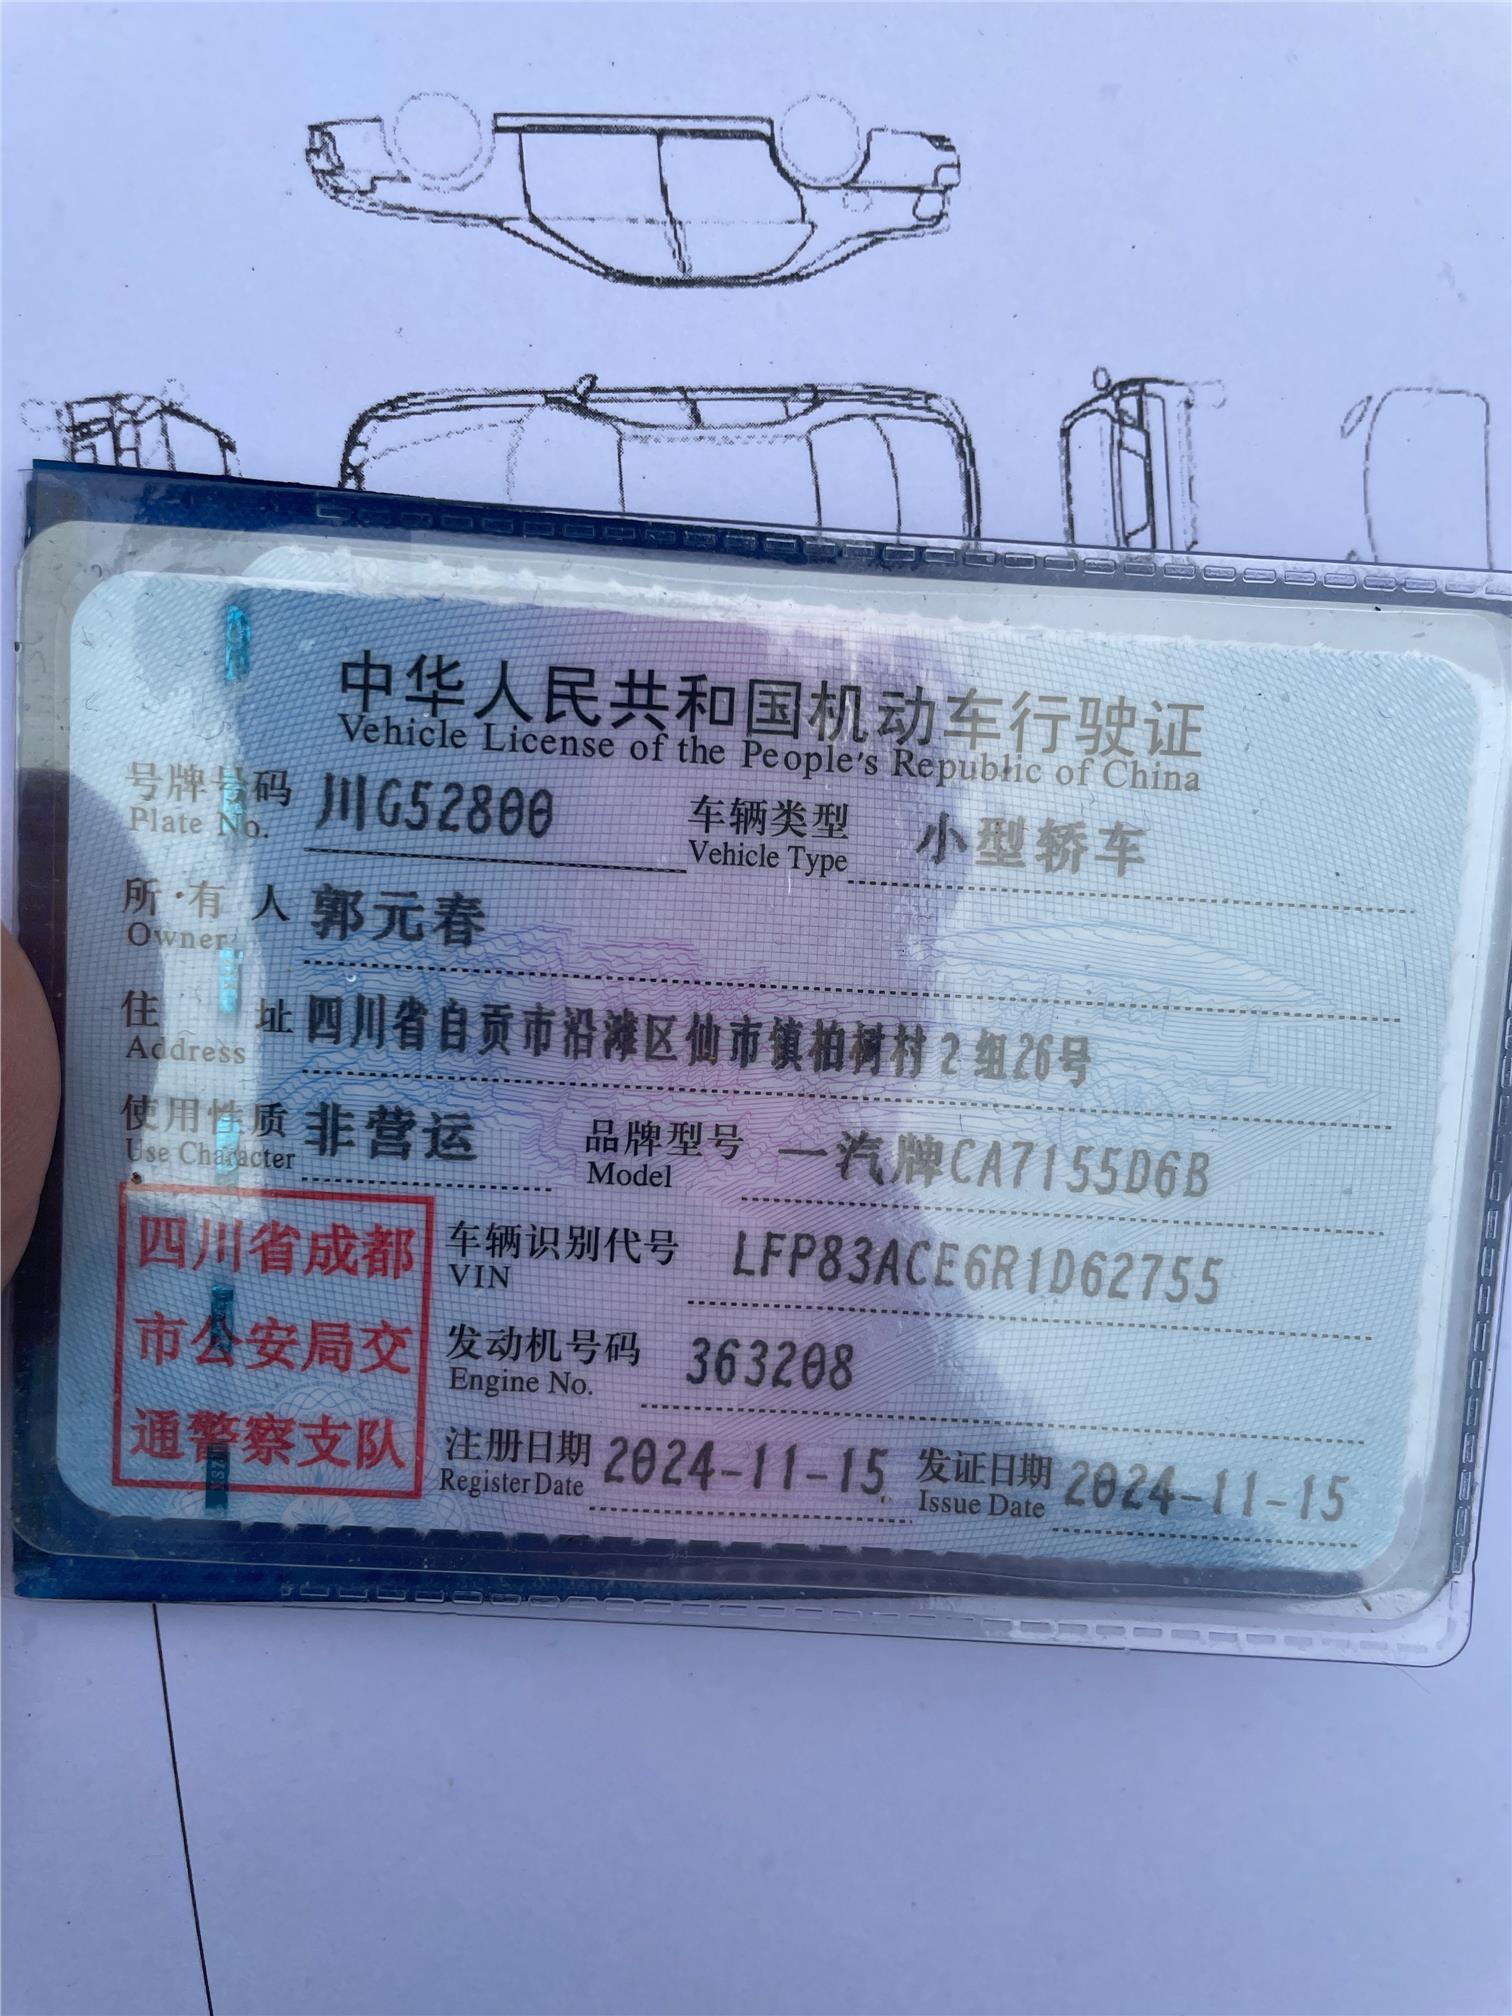 中华人民共和国机动车行驶证
Vehicle License of the People's Republic of China
号牌号码 川G52800 车辆类型 小型轿车
Plate No. Vehicle Type
所有人 郭元春
Owner
住址 四川省自贡市沿滩区仙市镇柏树村2组26号
Address
使用性质 非营运 品牌型号 一汽牌CA7155D6B
Use Character Model
四川省成都
市公安局交
通警察支队
车辆识别代号 LFP83ACE6R1D62755
VIN
发动机号码 363208
Engine No.
注册日期 2024-11-15 发证日期 2024-11-15
Register Date Issue Date